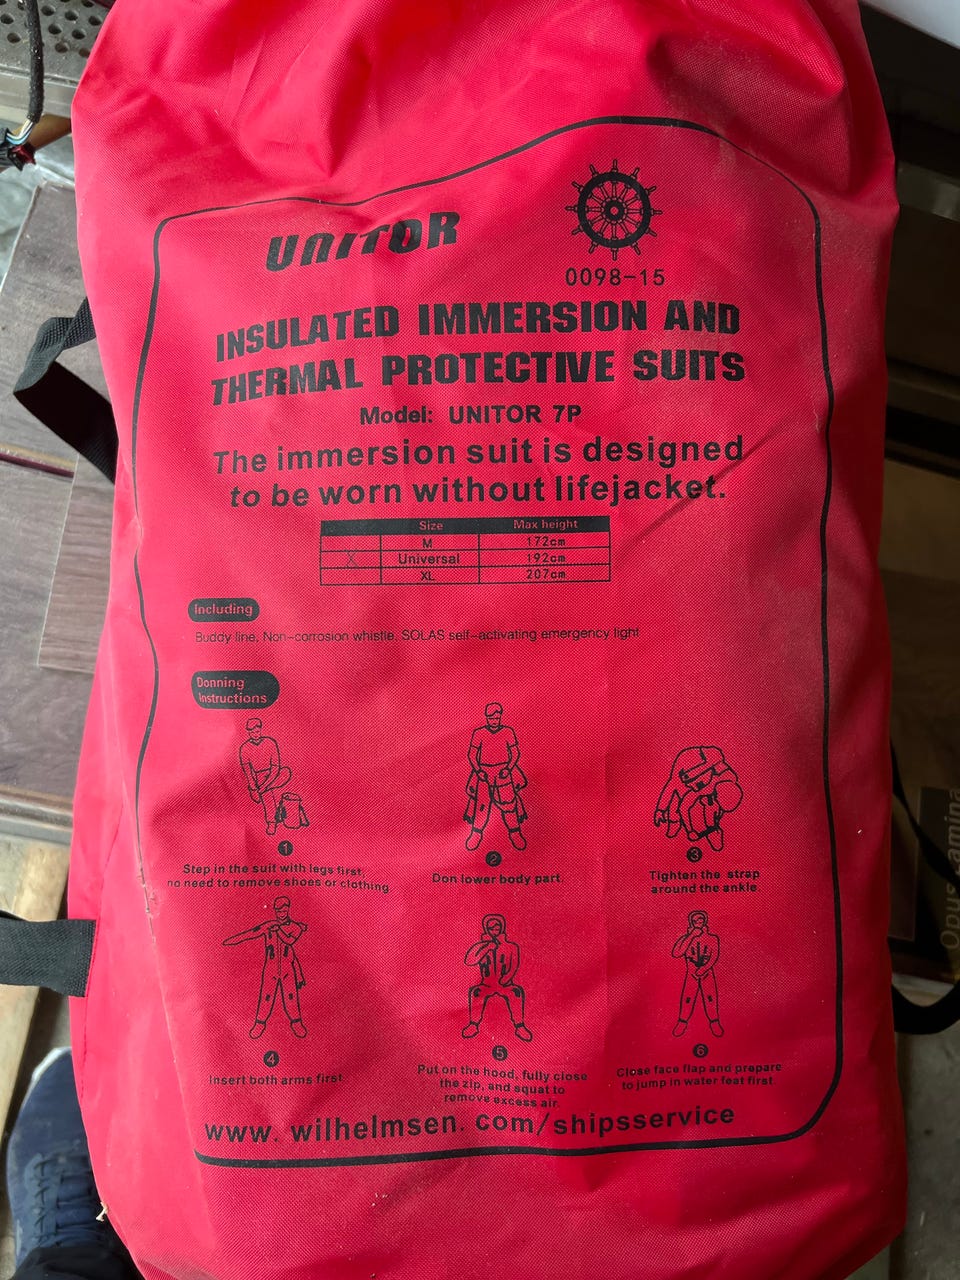 UNITOR
0098-15
INSULATED IMMERSION AND
THERMAL PROTECTIVE SUITS
Model: UNITOR 7P
The immersion suit is designed
to be worn without lifejacket.
Size Max height
M 172cm
X Universal 192cm
XL 207cm
Including
Buddy line, Non-corrosion whistle, SOLAS self-activating emergency light
Donning
Instructions
1
Step in the suit with legs first,
no need to remove shoes or clothing
2
Don lower body part.
3
Tighten the strap
around the ankle.
4
Insert both arms first.
5
Put on the hood, fully close
the zip, and squat to
remove excess air.
6
Close face flap and prepare
to jump in water feat first.
www.wilhelmsen.com/shipsservice
Opus